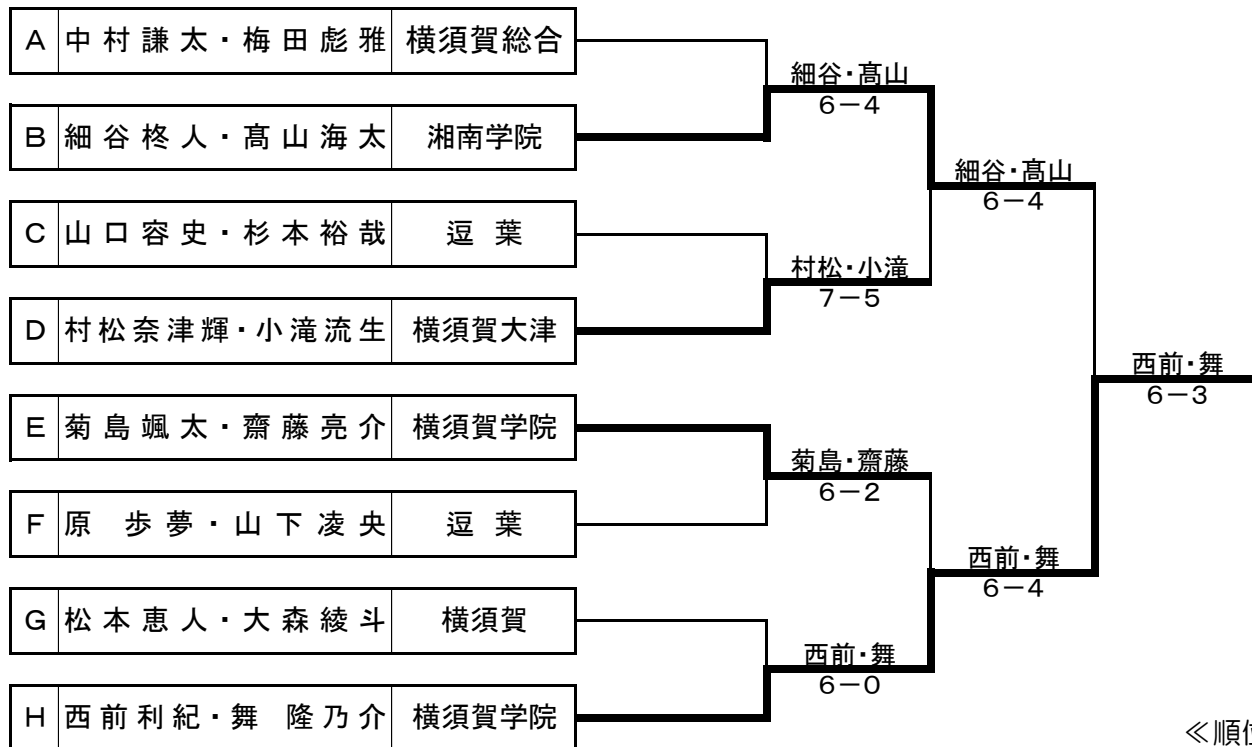 A 中村謙太・梅田彪雅 横須賀総合
細谷・髙山
6－4
B 細谷柊人・髙山海太 湘南学院
細谷・髙山
6－4
C 山口容史・杉本裕哉 逗葉
村松・小滝
7－5
D 村松奈津輝・小滝流生 横須賀大津
西前・舞
6－3
E 菊島颯太・齋藤亮介 横須賀学院
菊島・齋藤
6－2
F 原 歩夢・山下凌央 逗葉
西前・舞
6－4
G 松本恵人・大森綾斗 横須賀
西前・舞
6－0
H 西前利紀・舞 隆乃介 横須賀学院
≪順位